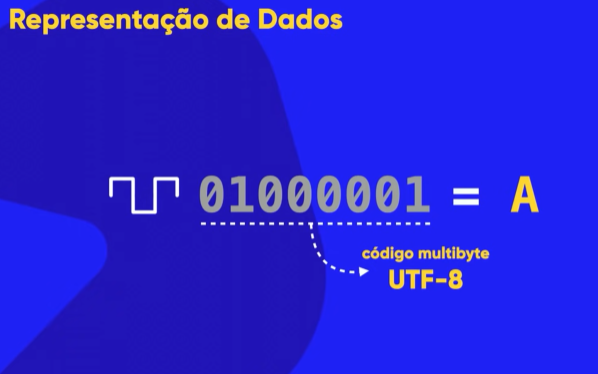 Representação de Dados
01000001 = A
código multibyte
UTF-8